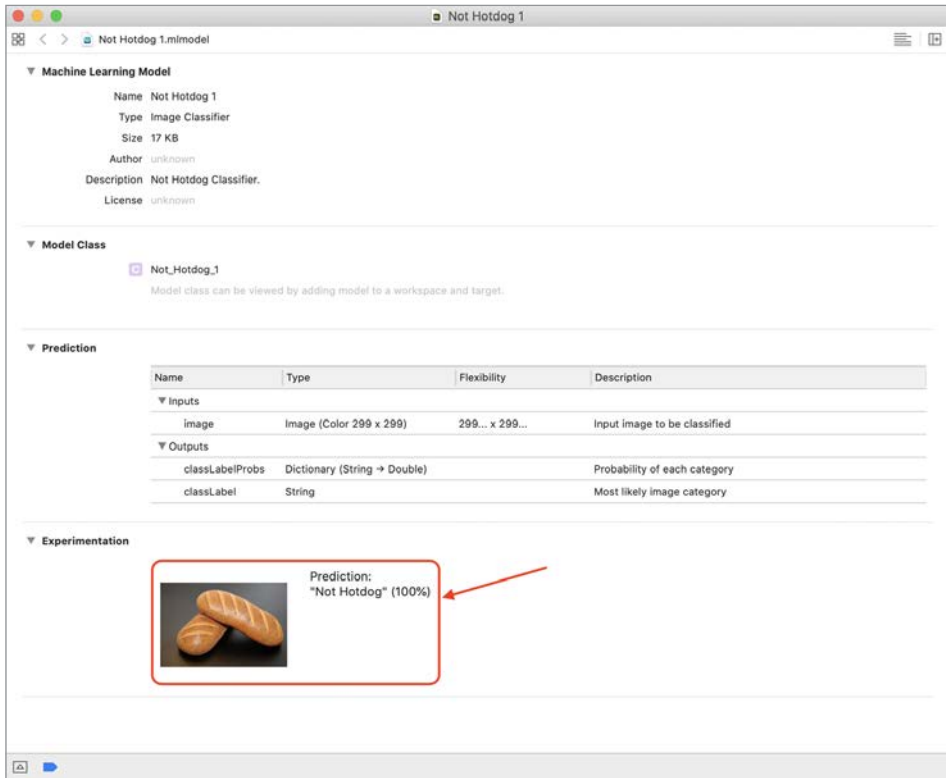 Not Hotdog 1
Not Hotdog 1.mlmodel
Machine Learning Model
Name Not Hotdog 1
Type Image Classifier
Size 17 KB
Author unknown
Description Not Hotdog Classifier.
License unknown
Model Class
C Not_Hotdog_1
Model class can be viewed by adding model to a workspace and target.
Prediction
Name Type Flexibility Description
Inputs
image Image (Color 299 x 299) 299... x 299... Input image to be classified
Outputs
classLabelProbs Dictionary (String → Double) Probability of each category
classLabel String Most likely image category
Experimentation
Prediction:
"Not Hotdog" (100%)